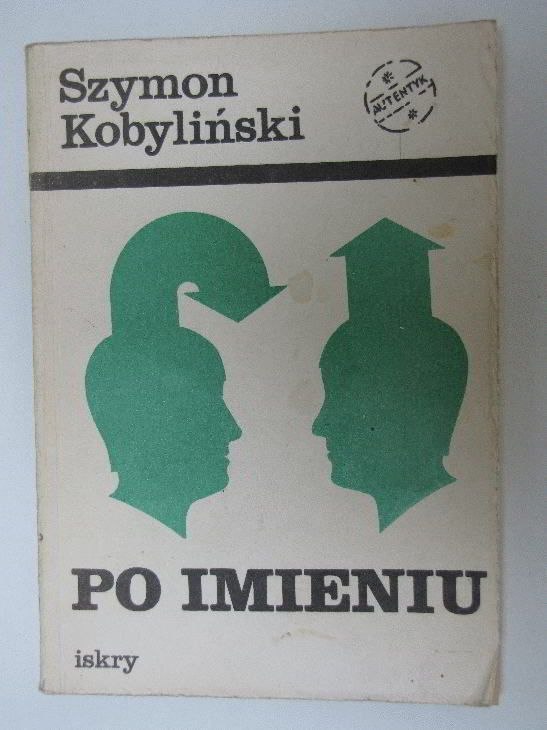 Szymon
Kobyliński
AUTENTYK
PO IMIENIU
iskry